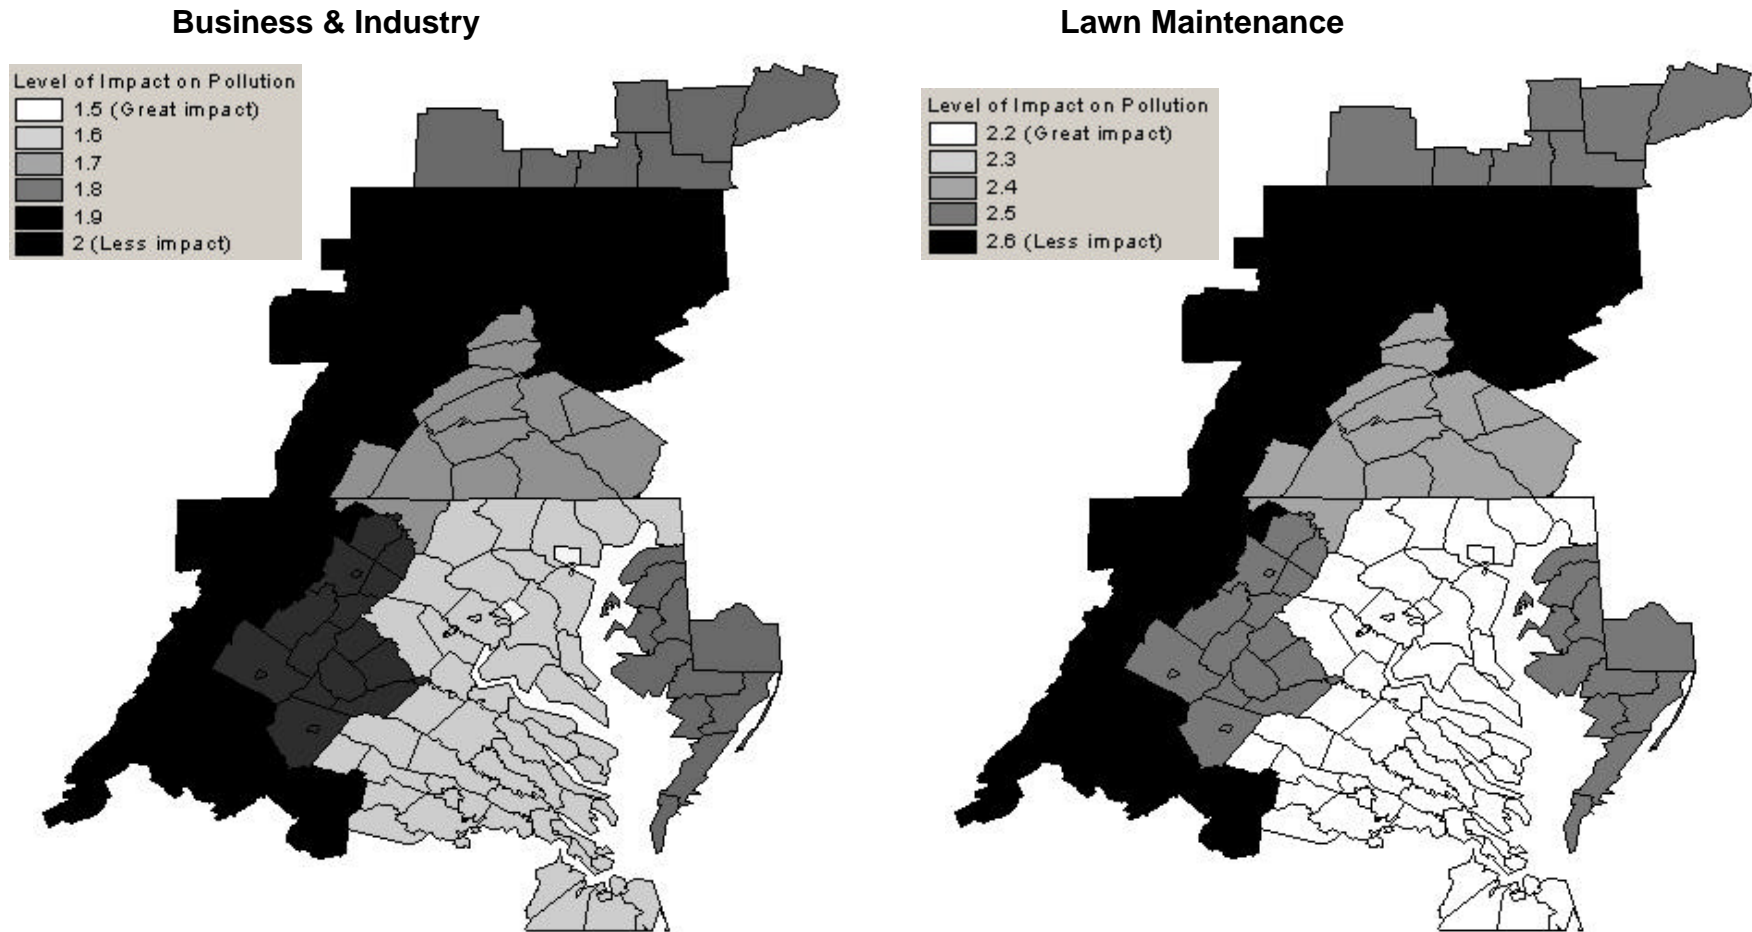 Business & Industry
Level of Impact on Pollution
1.5 (Great impact)
1.6
1.7
1.8
1.9
2 (Less impact)
Lawn Maintenance
Level of Impact on Pollution
2.2 (Great impact)
2.3
2.4
2.5
2.6 (Less impact)